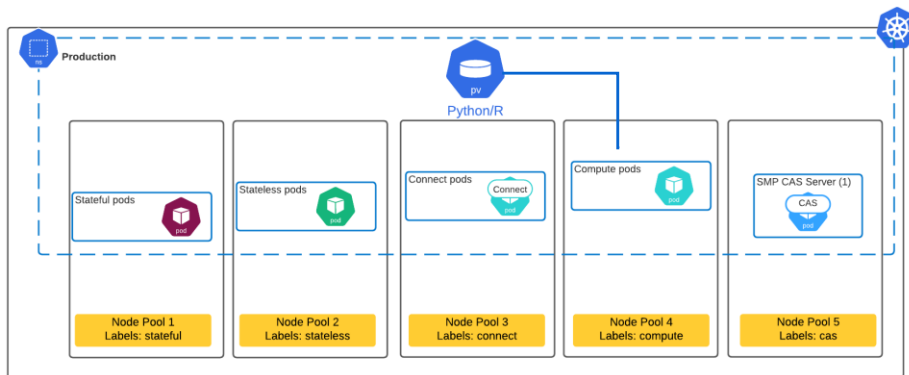 ns
Production
pv
Python/R
Stateful pods
pod
Stateless pods
pod
Connect pods
Connect
pod
Compute pods
pod
SMP CAS Server (1)
CAS
pod
Node Pool 1
Labels: stateful
Node Pool 2
Labels: stateless
Node Pool 3
Labels: connect
Node Pool 4
Labels: compute
Node Pool 5
Labels: cas